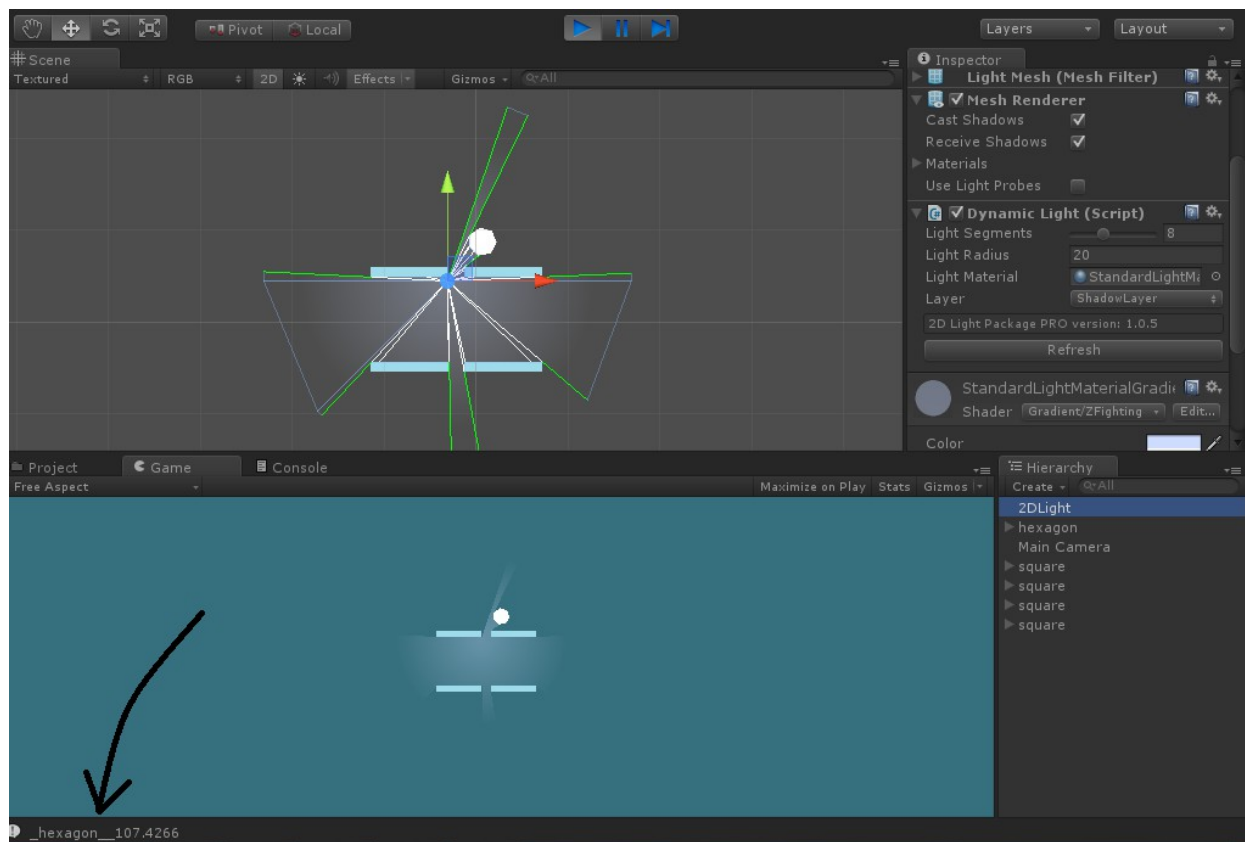 Pivot Local Layers Layout
Scene
Textured RGB 2D Effects Gizmos All
Inspector
Light Mesh (Mesh Filter)
Mesh Renderer
Cast Shadows
Receive Shadows
Materials
Use Light Probes
Dynamic Light (Script)
Light Segments 8
Light Radius 20
Light Material StandardLightMa
Layer ShadowLayer
2D Light Package PRO version: 1.0.5
Refresh
StandardLightMaterialGradie
Shader Gradient/ZFighting Edit...
Color
Project Game Console
Free Aspect Maximize on Play Stats Gizmos
Hierarchy
Create All
2DLight
hexagon
Main Camera
square
square
square
square
_hexagon__107.4266